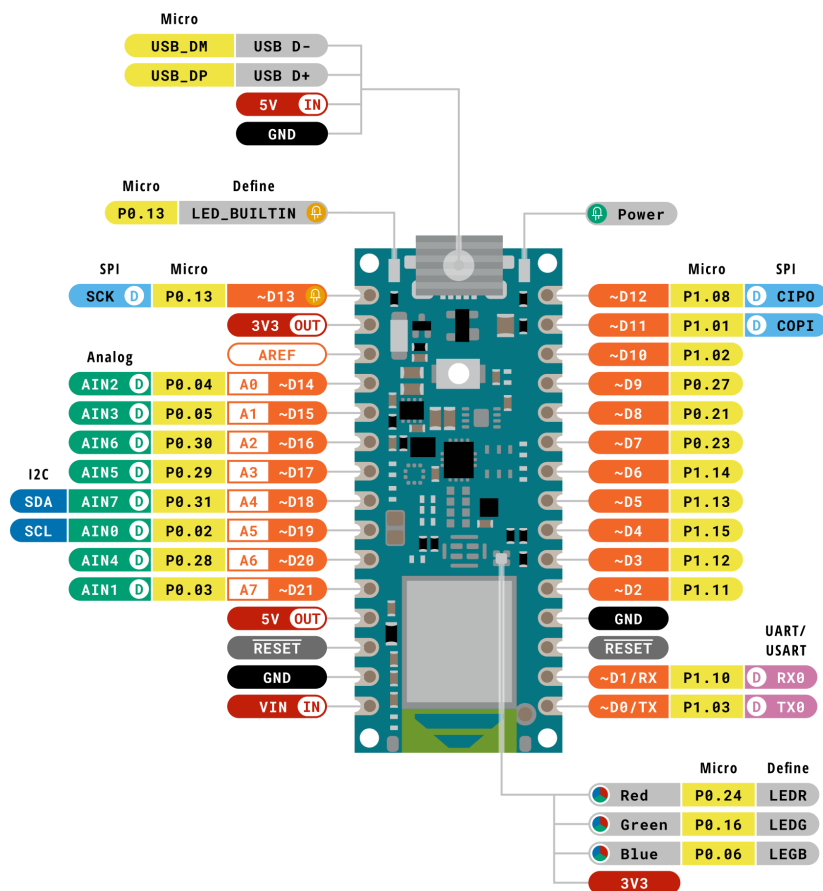 Micro
USB_DM USB D-
USB_DP USB D+
5V IN
GND
Micro Define
P0.13 LED_BUILTIN
Power
SPI Micro
SCK D P0.13 ~D13
3V3 OUT
AREF
Analog
AIN2 D P0.04 A0 ~D14
AIN3 D P0.05 A1 ~D15
AIN6 D P0.30 A2 ~D16
I2C
AIN5 D P0.29 A3 ~D17
SDA AIN7 D P0.31 A4 ~D18
SCL AIN0 D P0.02 A5 ~D19
AIN4 D P0.28 A6 ~D20
AIN1 D P0.03 A7 ~D21
5V OUT
RESET
GND
VIN IN
Micro SPI
~D12 P1.08 D CIPO
~D11 P1.01 D COPI
~D10 P1.02
~D9 P0.27
~D8 P0.21
~D7 P0.23
~D6 P1.14
~D5 P1.13
~D4 P1.15
~D3 P1.12
~D2 P1.11
GND
UART/
USART
RESET
~D1/RX P1.10 D RX0
~D0/TX P1.03 D TX0
Micro Define
Red P0.24 LEDR
Green P0.16 LEDG
Blue P0.06 LEGB
3V3